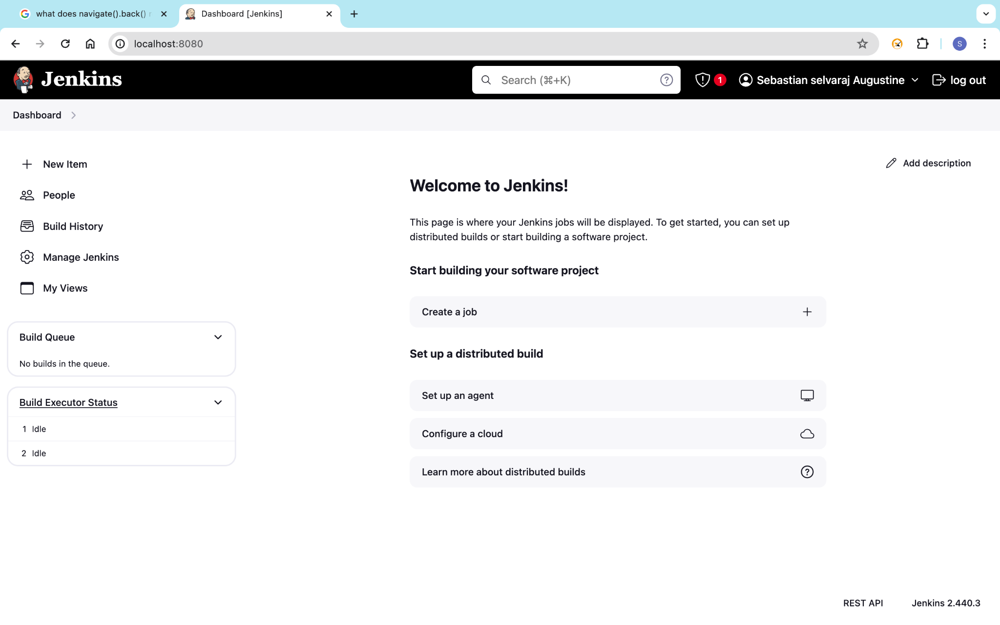 what does navigate().back()
Dashboard [Jenkins]
localhost:8080
S
Jenkins
Search (⌘+K)
1
Sebastian selvaraj Augustine
log out
Dashboard
New Item
People
Build History
Manage Jenkins
My Views
Build Queue
No builds in the queue.
Build Executor Status
1 Idle
2 Idle
Add description
Welcome to Jenkins!
This page is where your Jenkins jobs will be displayed. To get started, you can set up
distributed builds or start building a software project.
Start building your software project
Create a job
Set up a distributed build
Set up an agent
Configure a cloud
Learn more about distributed builds
REST API
Jenkins 2.440.3